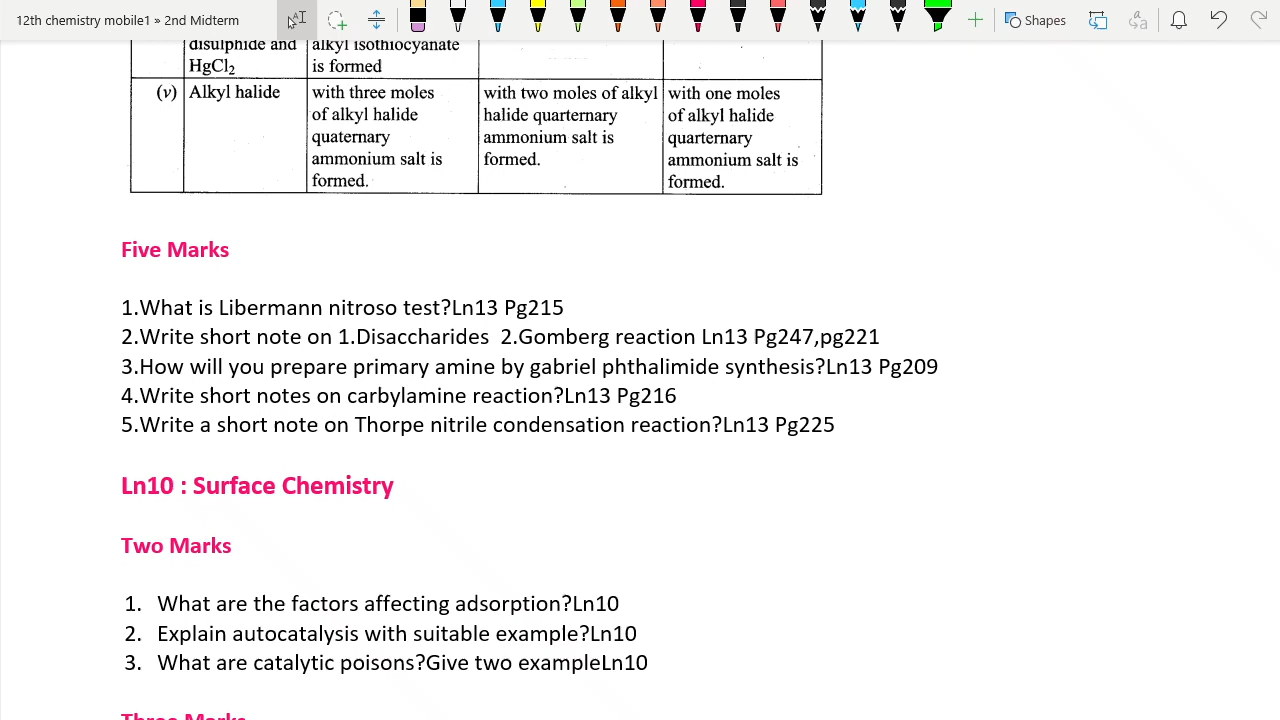 12th chemistry mobile1 » 2nd Midterm
Shapes
disulphide and alkyl isothiocyanate
HgCl₂ is formed
(v) Alkyl halide with three moles with two moles of alkyl with one moles
of alkyl halide halide quarternary of alkyl halide
quaternary ammonium salt is quarternary
ammonium salt is formed. ammonium salt is
formed. formed.
Five Marks
1.What is Libermann nitroso test?Ln13 Pg215
2.Write short note on 1.Disaccharides 2.Gomberg reaction Ln13 Pg247,pg221
3.How will you prepare primary amine by gabriel phthalimide synthesis?Ln13 Pg209
4.Write short notes on carbylamine reaction?Ln13 Pg216
5.Write a short note on Thorpe nitrile condensation reaction?Ln13 Pg225
Ln10 : Surface Chemistry
Two Marks
1. What are the factors affecting adsorption?Ln10
2. Explain autocatalysis with suitable example?Ln10
3. What are catalytic poisons?Give two exampleLn10
Three Marks